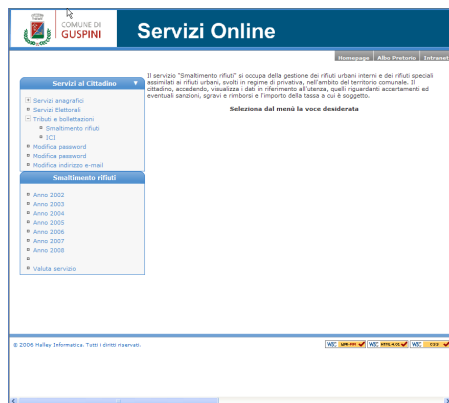 COMUNE DI
GUSPINI
Servizi Online
Homepage Albo Pretorio Intranet
Servizi al Cittadino
Servizi anagrafici
Servizi Elettorali
Tributi e bollettazioni
Smaltimento rifiuti
ICI
Modifica password
Modifica password
Modifica indirizzo e-mail
Smaltimento rifiuti
Anno 2002
Anno 2003
Anno 2004
Anno 2005
Anno 2006
Anno 2007
Anno 2008
Valuta servizio
Il servizio "Smaltimento rifiuti" si occupa della gestione dei rifiuti urbani interni e dei rifiuti speciali
assimilati ai rifiuti urbani, svolti in regime di privativa, nell'ambito del territorio comunale. Il
cittadino, accedendo, visualizza i dati in riferimento all'utenza, quelli riguardanti accertamenti ed
eventuali sanzioni, sgravi e rimborsi e l'importo della tassa a cui è soggetto.
Seleziona dal menù la voce desiderata
© 2006 Halley Informatica. Tutti i diritti riservati.
W3C WAI-AA W3C HTML 4.01 W3C CSS